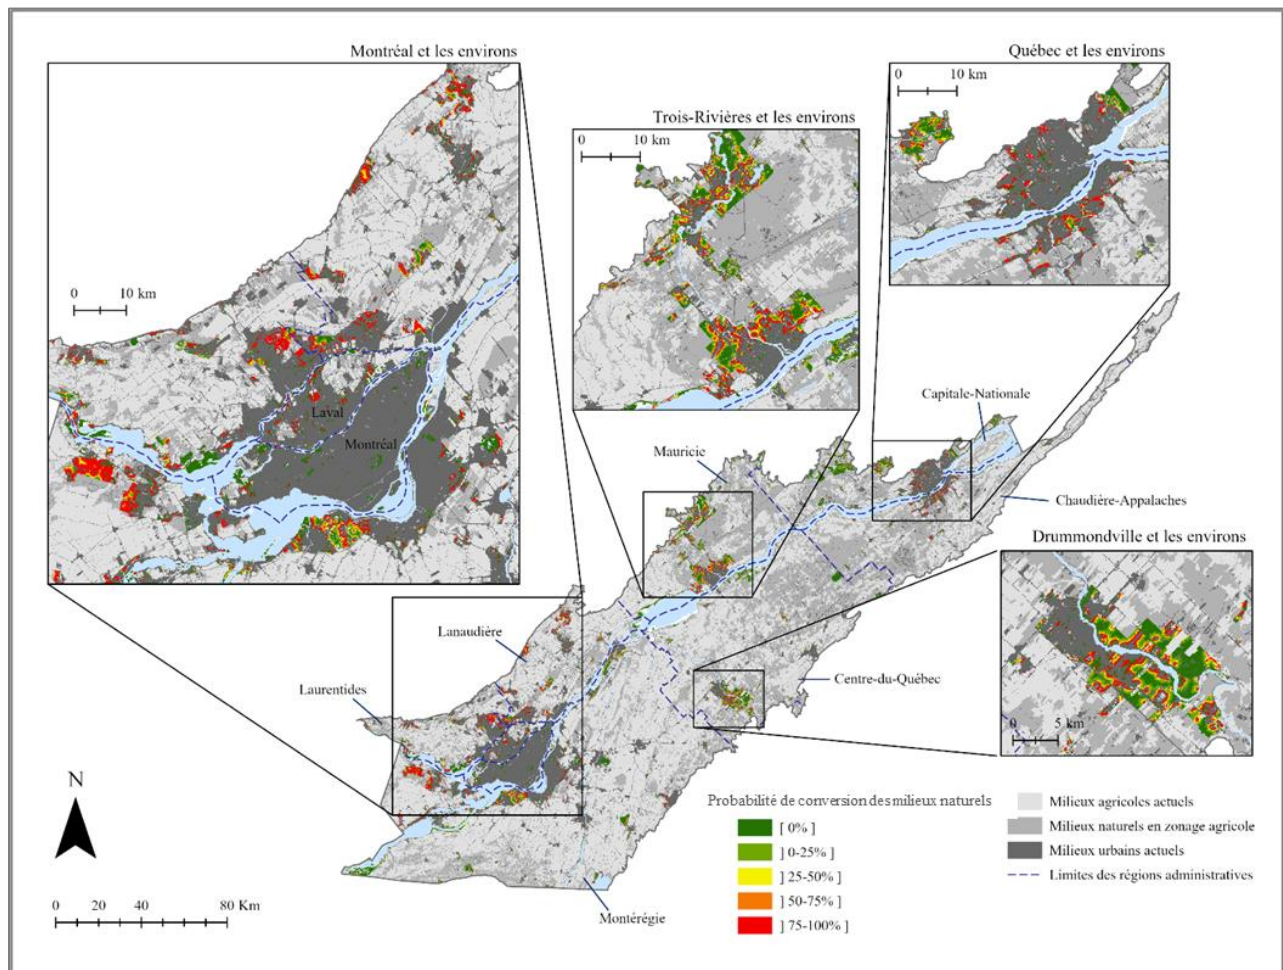 Montréal et les environs
0 10 km
Laval
Montréal
Trois-Rivières et les environs
0 10 km
Québec et les environs
0 10 km
Capitale-Nationale
Mauricie
Chaudière-Appalaches
Drummondville et les environs
0 5 km
Lanaudière
Laurentides
Centre-du-Québec
Montérégie
N
0 20 40 60 80 Km
Probabilité de conversion des milieux naturels
[ 0% ]
] 0-25% ]
] 25-50% ]
] 50-75% ]
] 75-100% ]
Milieux agricoles actuels
Milieux naturels en zonage agricole
Milieux urbains actuels
Limites des régions administratives